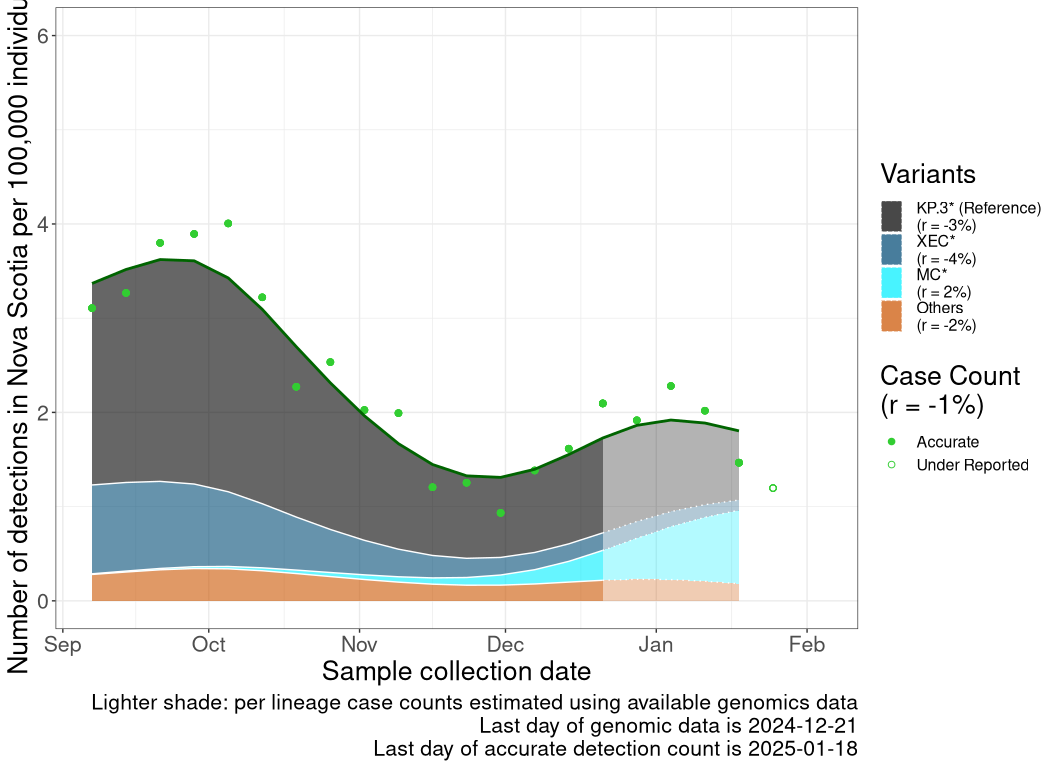 Number of detections in Nova Scotia per 100,000
6
4
2
0
Sep Oct Nov Dec Jan Feb
Sample collection date
Lighter shade: per lineage case counts estimated using available genomics data
Last day of genomic data is 2024-12-21
Last day of accurate detection count is 2025-01-18
Variants
KP.3* (Reference)
(r = -3%)
XEC*
(r = -4%)
MC*
(r = 2%)
Others
(r = -2%)
Case Count
(r = -1%)
Accurate
Under Reported